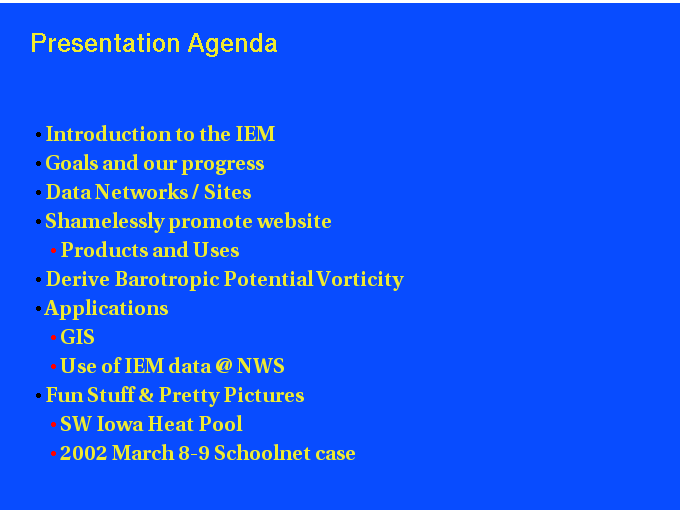 Presentation Agenda
• Introduction to the IEM
• Goals and our progress
• Data Networks / Sites
• Shamelessly promote website
• Products and Uses
• Derive Barotropic Potential Vorticity
• Applications
• GIS
• Use of IEM data @ NWS
• Fun Stuff & Pretty Pictures
• SW Iowa Heat Pool
• 2002 March 8-9 Schoolnet case